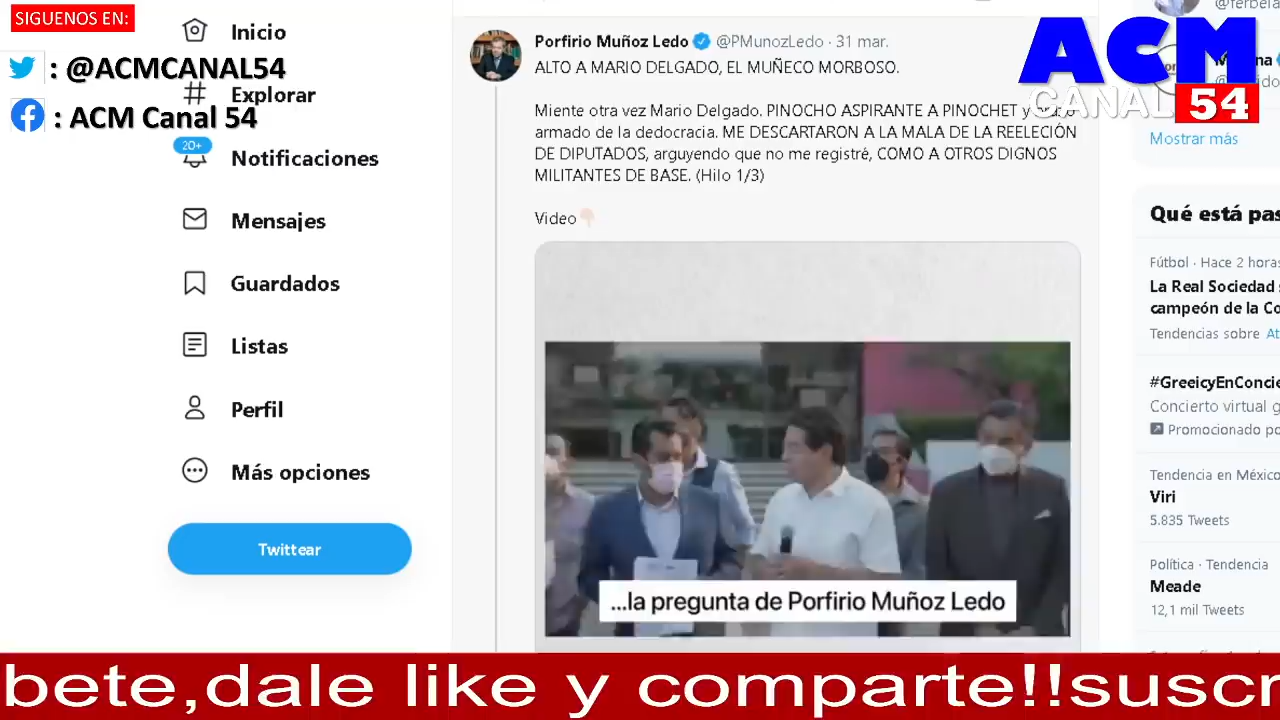 SIGUENOS EN:
: @ACMCANAL54
: ACM Canal 54
Inicio
Explorar
20+
Notificaciones
Mensajes
Guardados
Listas
Perfil
Más opciones
Twittear
Porfirio Muñoz Ledo @PMunozLedo · 31 mar.
ALTO A MARIO DELGADO, EL MUÑECO MORBOSO.
Miente otra vez Mario Delgado. PINOCHO ASPIRANTE A PINOCHET y
armado de la dedocracia. ME DESCARTARON A LA MALA DE LA REELECIÓN
DE DIPUTADOS, arguyendo que no me registré, COMO A OTROS DIGNOS
MILITANTES DE BASE. (Hilo 1/3)
Video
...la pregunta de Porfirio Muñoz Ledo
@ferbela
ACM
CANAL 54
Mostrar más
Qué está pas
Fútbol · Hace 2 horas
La Real Sociedad s
campeón de la Co
Tendencias sobre At
#GreeicyEnConcie
Concierto virtual g
Promocionado po
Tendencia en México
Viri
5.835 Tweets
Política · Tendencia
Meade
12,1 mil Tweets
bete,dale like y comparte!!suscr